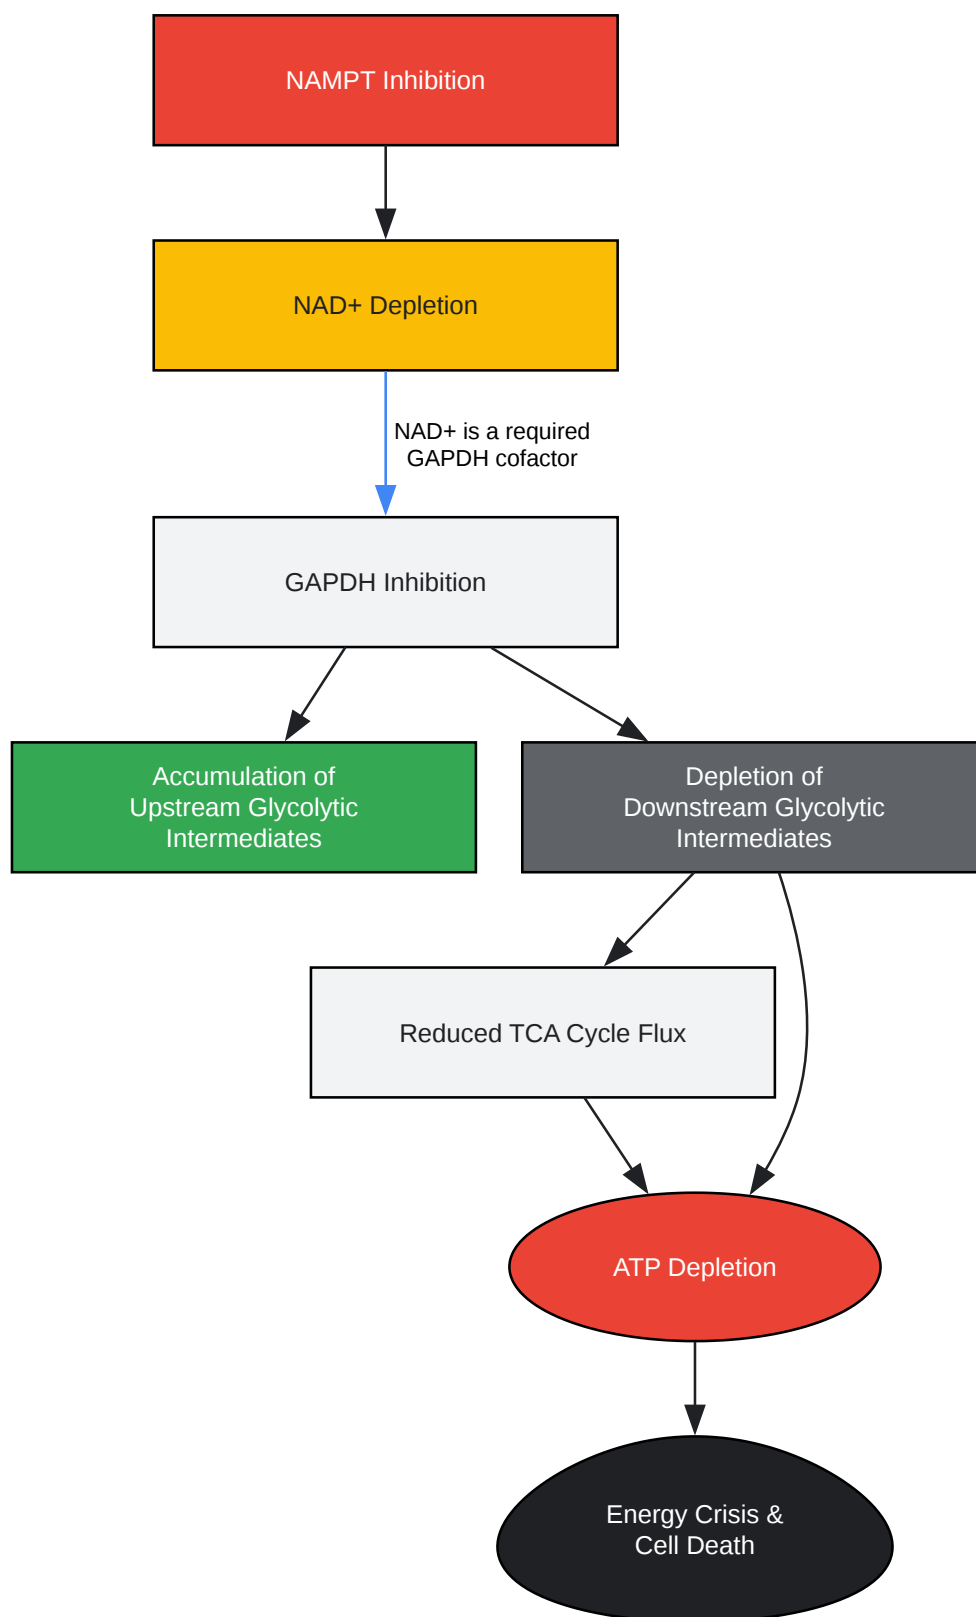 NAMPT Inhibition
NAD+ Depletion
NAD+ is a required
GAPDH cofactor
GAPDH Inhibition
Accumulation of
Upstream Glycolytic
Intermediates
Depletion of
Downstream Glycolytic
Intermediates
Reduced TCA Cycle Flux
ATP Depletion
Energy Crisis &
Cell Death